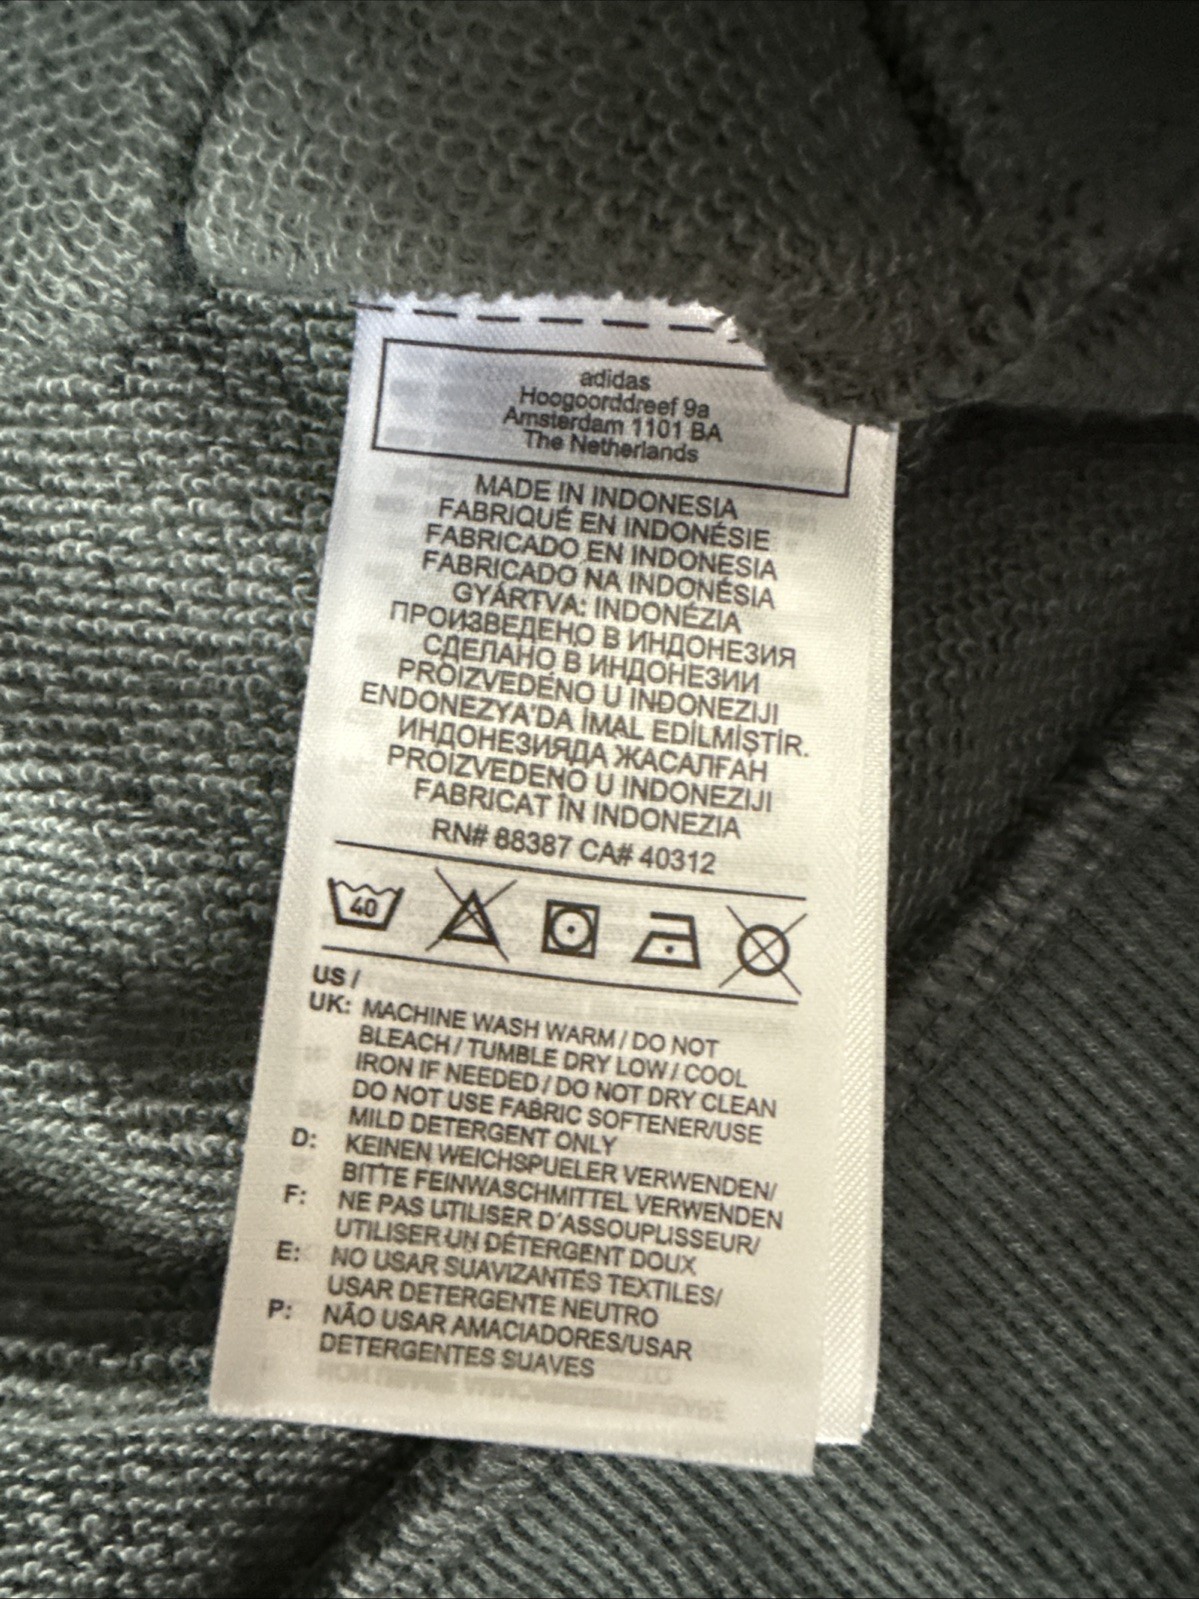 adidas
Hoogoorddreef 9a
Amsterdam 1101 BA
The Netherlands
MADE IN INDONESIA
FABRIQUÉ EN INDONÉSIE
FABRICADO EN INDONESIA
FABRICADO NA INDONÉSIA
GYÁRTVA: INDONÉZIA
ПРОИЗВЕДЕНО В ИНДОНЕЗИЯ
СДЕЛАНО В ИНДОНЕЗИИ
PROIZVEDENO U INDONEZIJI
ENDONEZYA'DA İMAL EDİLMİŞTİR.
ИНДОНЕЗИЯДА ЖАСАЛҒАН
PROIZVEDENO U INDONEZIJI
FABRICAT ÎN INDONEZIA
RN# 88387 CA# 40312
40
US /
UK: MACHINE WASH WARM / DO NOT
BLEACH / TUMBLE DRY LOW / COOL
IRON IF NEEDED / DO NOT DRY CLEAN
DO NOT USE FABRIC SOFTENER/USE
MILD DETERGENT ONLY
D: KEINEN WEICHSPUELER VERWENDEN/
BITTE FEINWASCHMITTEL VERWENDEN
F: NE PAS UTILISER D'ASSOUPLISSEUR/
UTILISER UN DÉTERGENT DOUX
E: NO USAR SUAVIZANTES TEXTILES/
USAR DETERGENTE NEUTRO
P: NÃO USAR AMACIADORES/USAR
DETERGENTES SUAVES